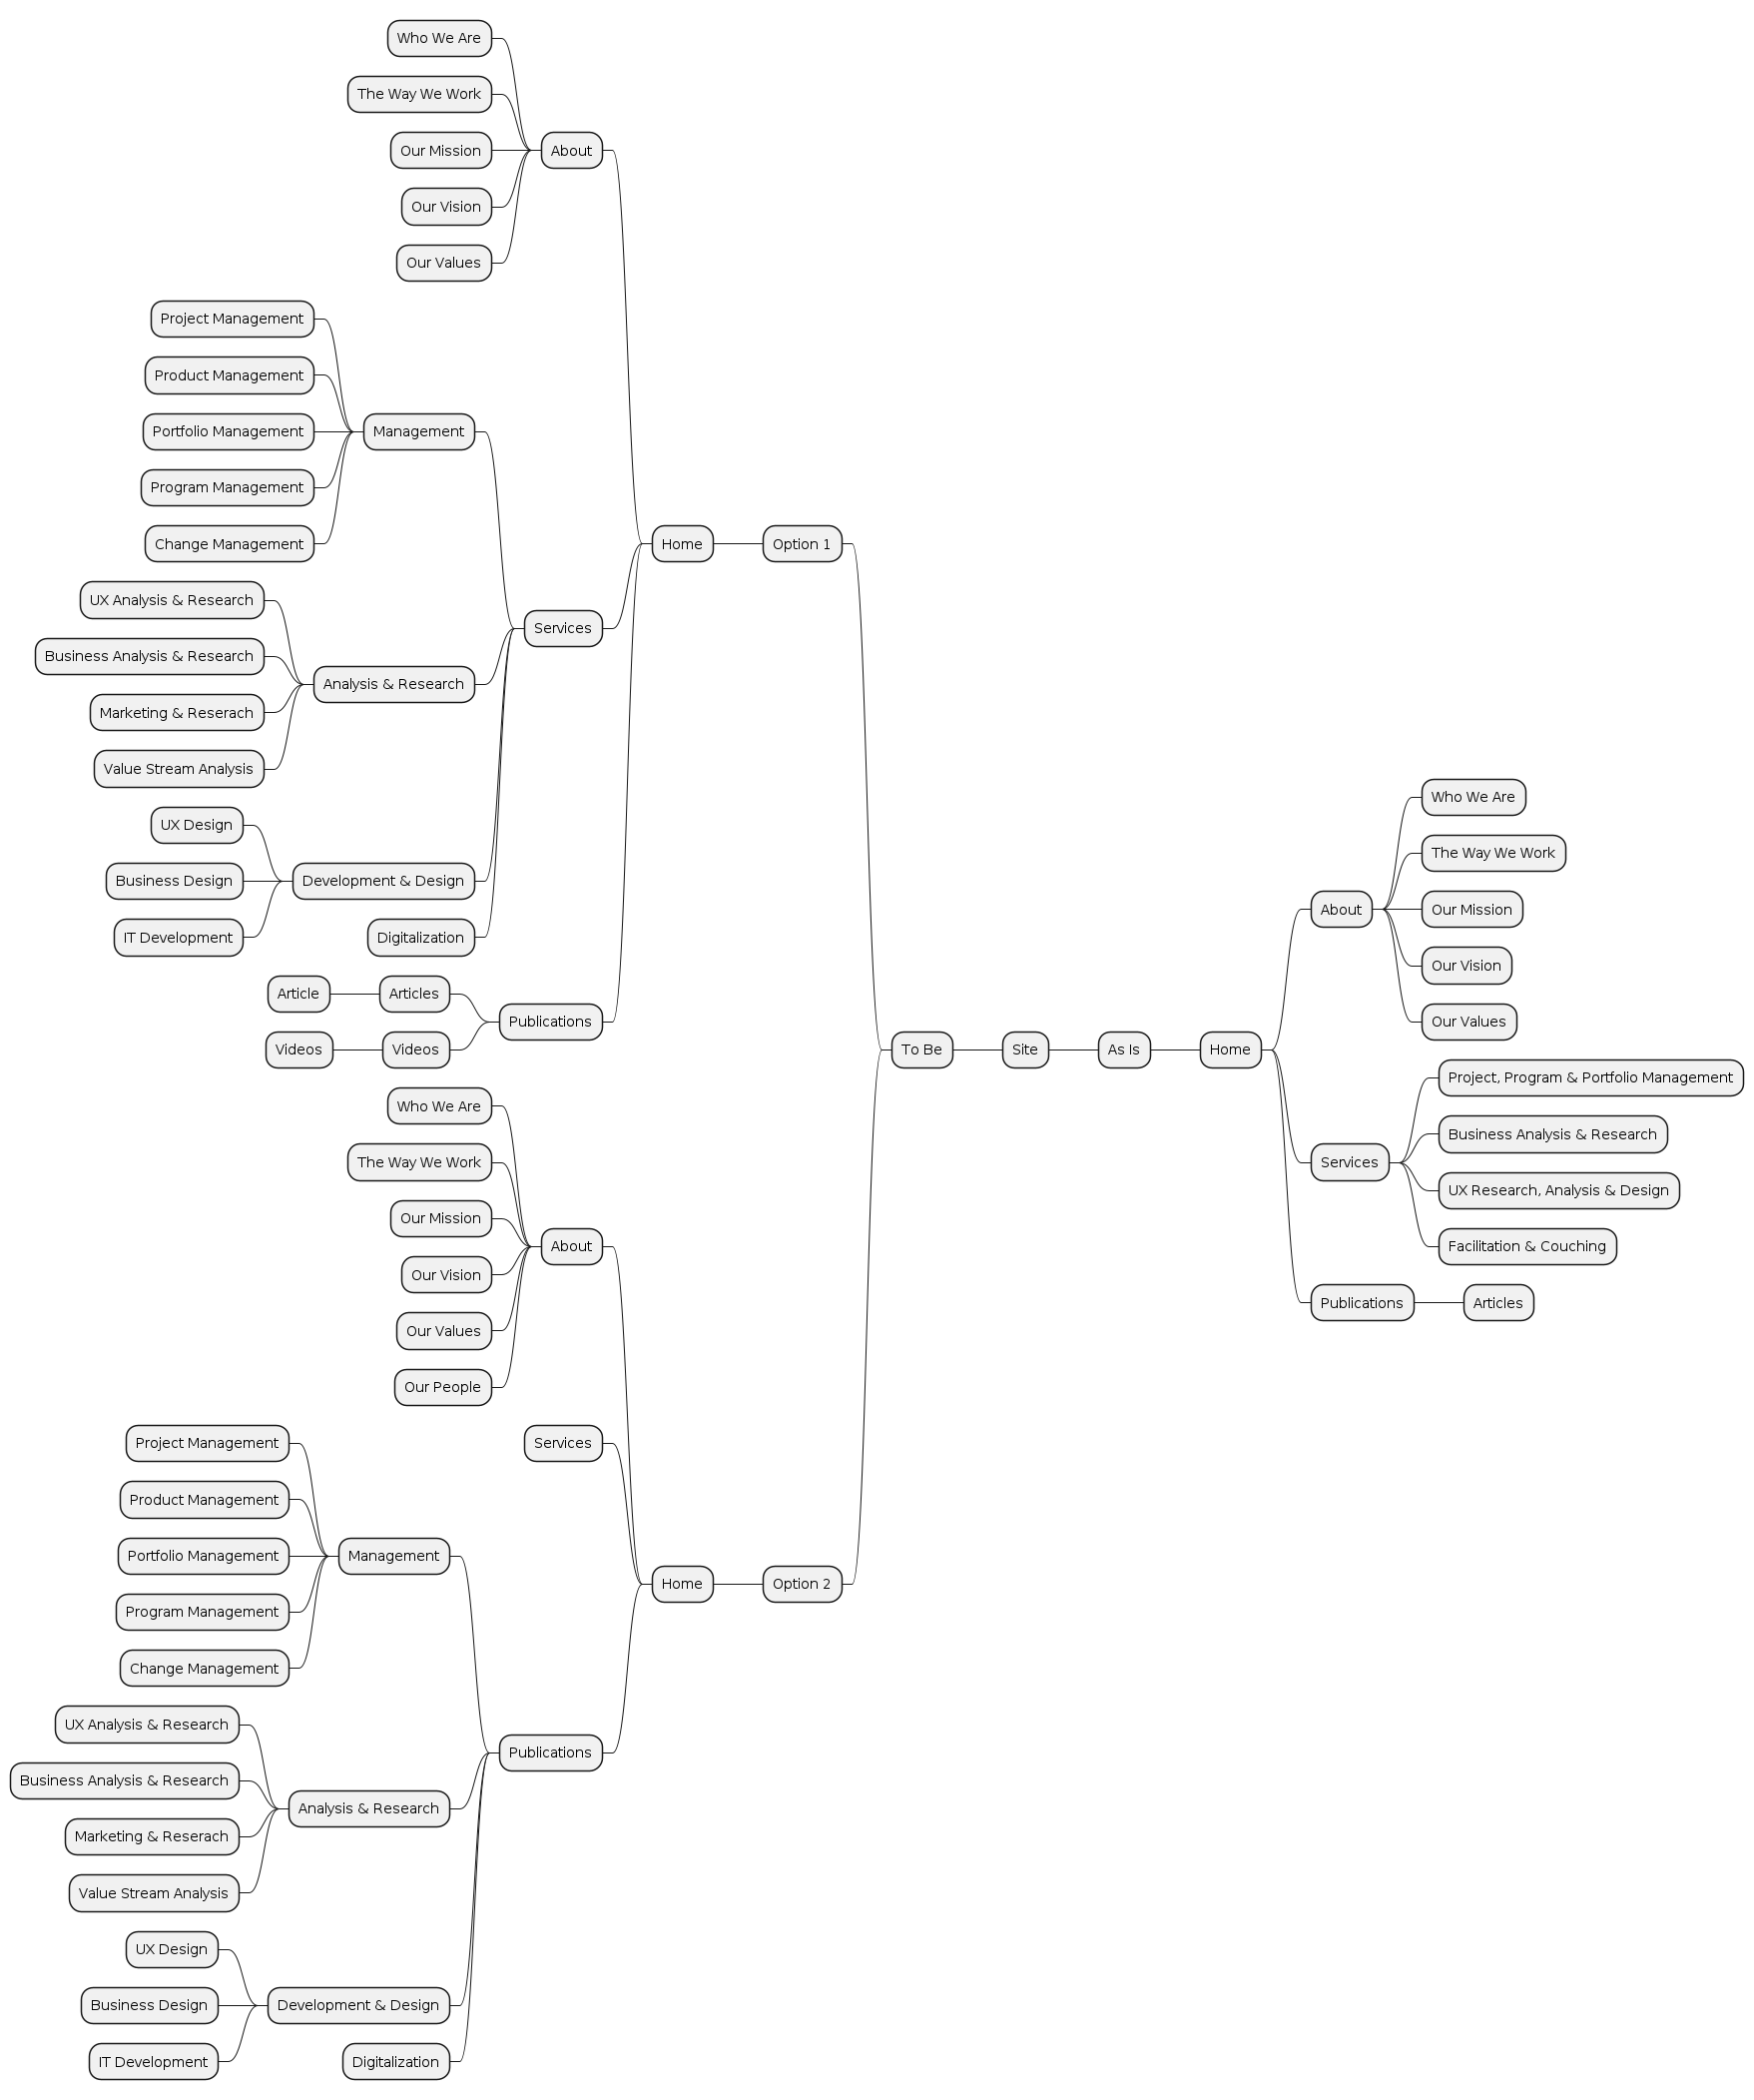 Who We Are
The Way We Work
Our Mission
Our Vision
Our Values
About
Project Management
Product Management
Portfolio Management
Program Management
Change Management
Management
UX Analysis & Research
Business Analysis & Research
Marketing & Reserach
Value Stream Analysis
Analysis & Research
UX Design
Business Design
IT Development
Development & Design
Digitalization
Services
Article
Articles
Videos
Videos
Publications
Home
Option 1
Who We Are
The Way We Work
Our Mission
Our Vision
Our Values
Our People
About
Services
Project Management
Product Management
Portfolio Management
Program Management
Change Management
Management
UX Analysis & Research
Business Analysis & Research
Marketing & Reserach
Value Stream Analysis
Analysis & Research
UX Design
Business Design
IT Development
Development & Design
Digitalization
Publications
Home
Option 2
To Be
Site
As Is
Home
About
Who We Are
The Way We Work
Our Mission
Our Vision
Our Values
Services
Project, Program & Portfolio Management
Business Analysis & Research
UX Research, Analysis & Design
Facilitation & Couching
Publications
Articles